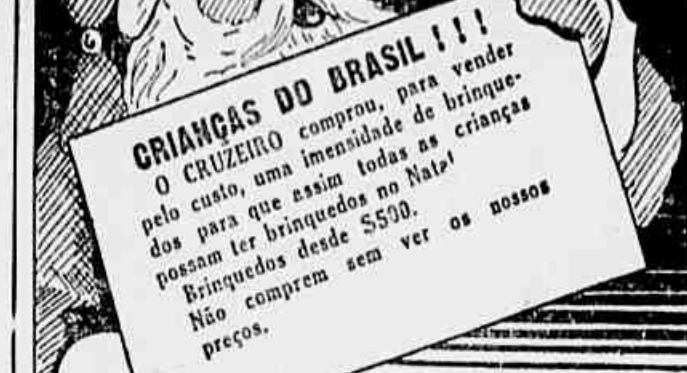 CRIANÇAS DO BRASIL ! ! !
O CRUZEIRO comprou, para vender
pelo custo, uma imensidade de brinque-
dos para que assim todas as crianças
possam ter brinquedos no Natal
Brinquedos desde $500.
Não comprem sem ver os nossos
preços.